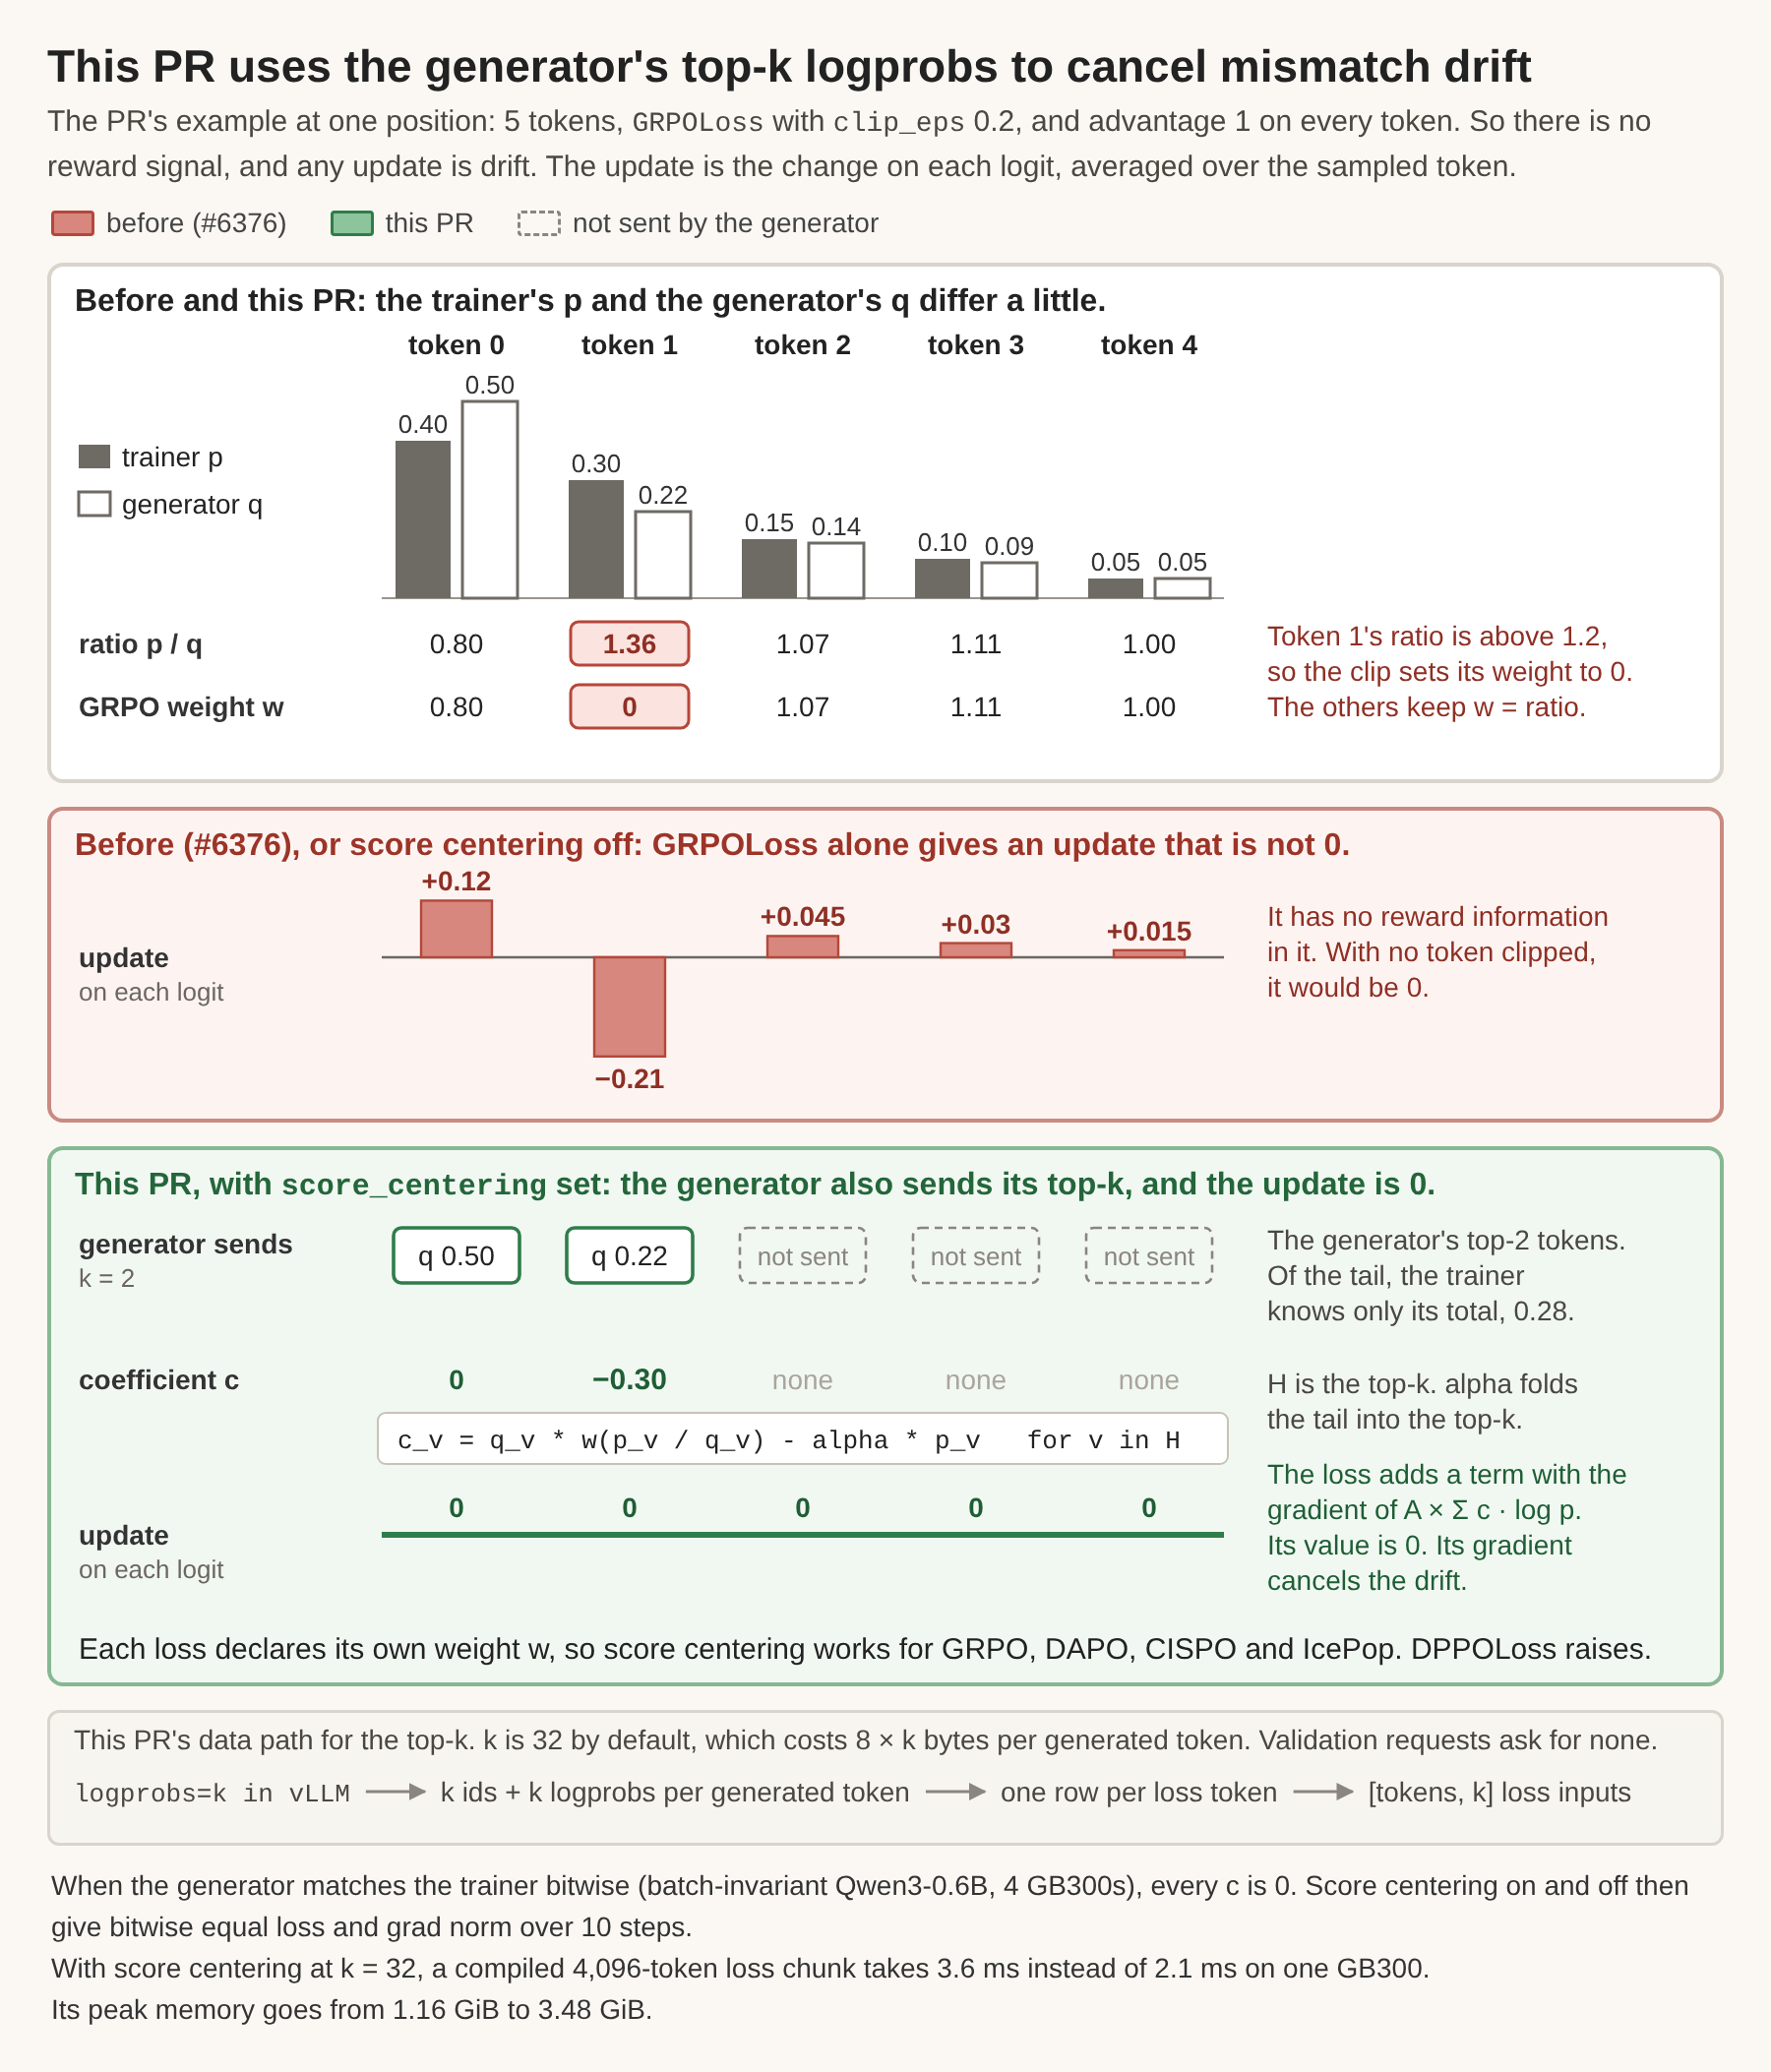 This PR uses the generator's top-k logprobs to cancel mismatch drift
The PR's example at one position: 5 tokens, GRPOLoss with clip_eps 0.2, and advantage 1 on every token. So there is no
reward signal, and any update is drift. The update is the change on each logit, averaged over the sampled token.
before (#6376) this PR not sent by the generator
Before and this PR: the trainer's p and the generator's q differ a little.
token 0 token 1 token 2 token 3 token 4
0.40 0.50 0.30 0.22 0.15 0.14 0.10 0.09 0.05 0.05
trainer p
generator q
ratio p / q 0.80 1.36 1.07 1.11 1.00
GRPO weight w 0.80 0 1.07 1.11 1.00
Token 1's ratio is above 1.2,
so the clip sets its weight to 0.
The others keep w = ratio.
Before (#6376), or score centering off: GRPOLoss alone gives an update that is not 0.
update
on each logit
+0.12 −0.21 +0.045 +0.03 +0.015
It has no reward information
in it. With no token clipped,
it would be 0.
This PR, with score_centering set: the generator also sends its top-k, and the update is 0.
generator sends
k = 2
q 0.50 q 0.22 not sent not sent not sent
The generator's top-2 tokens.
Of the tail, the trainer
knows only its total, 0.28.
coefficient c 0 −0.30 none none none
H is the top-k. alpha folds
the tail into the top-k.
c_v = q_v * w(p_v / q_v) - alpha * p_v for v in H
update
on each logit
0 0 0 0 0
The loss adds a term with the
gradient of A × Σ c · log p.
Its value is 0. Its gradient
cancels the drift.
Each loss declares its own weight w, so score centering works for GRPO, DAPO, CISPO and IcePop. DPPOLoss raises.
This PR's data path for the top-k. k is 32 by default, which costs 8 × k bytes per generated token. Validation requests ask for none.
logprobs=k in vLLM → k ids + k logprobs per generated token → one row per loss token → [tokens, k] loss inputs
When the generator matches the trainer bitwise (batch-invariant Qwen3-0.6B, 4 GB300s), every c is 0. Score centering on and off then
give bitwise equal loss and grad norm over 10 steps.
With score centering at k = 32, a compiled 4,096-token loss chunk takes 3.6 ms instead of 2.1 ms on one GB300.
Its peak memory goes from 1.16 GiB to 3.48 GiB.